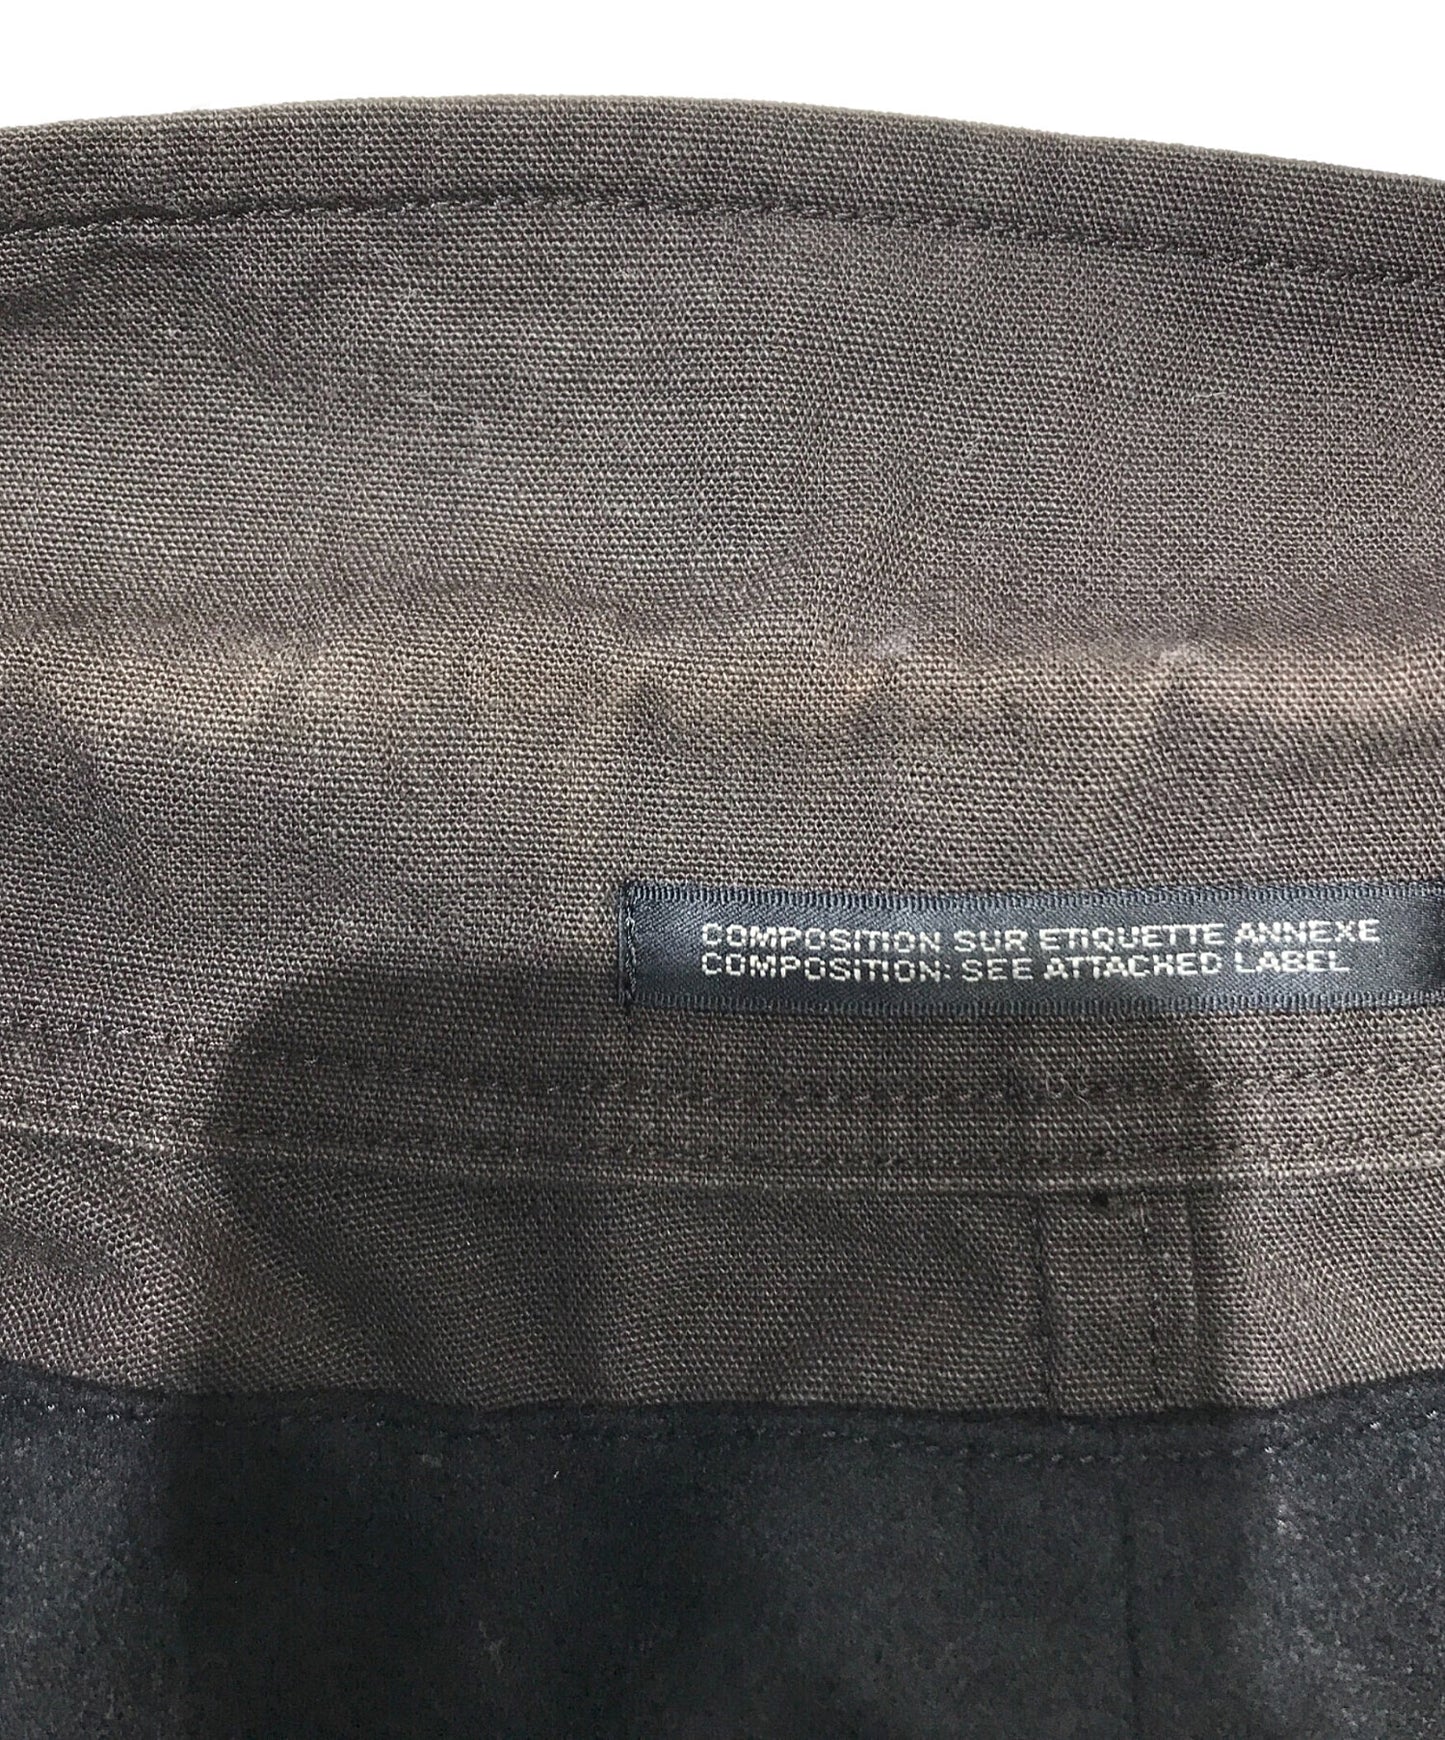 COMPOSITION SUR ETIQUETTE ANNEXE
COMPOSITION: SEE ATTACHED LABEL